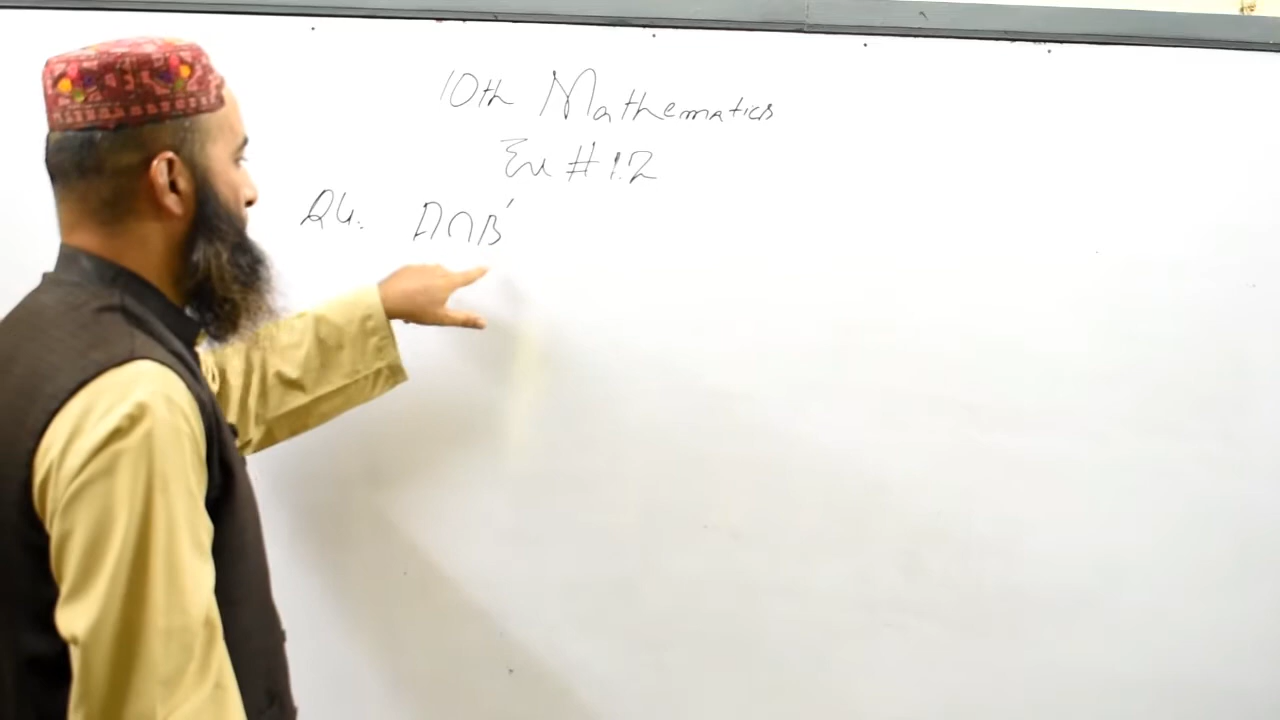 10th Mathematics
Ex # 1.2
Q4. A∩B′